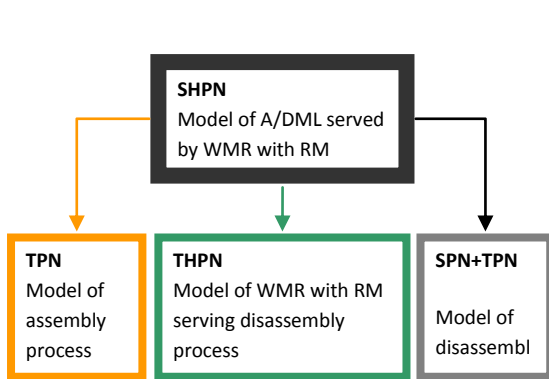 SHPN
Model of A/DML served
by WMR with RM
TPN
Model of
assembly
process
THPN
Model of WMR with RM
serving disassembly
process
SPN+TPN
Model of
disassembl